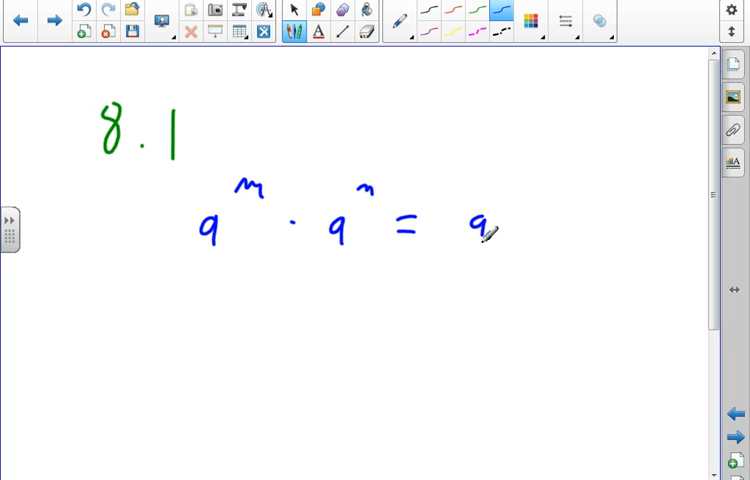 8.1
a^m · a^n = a